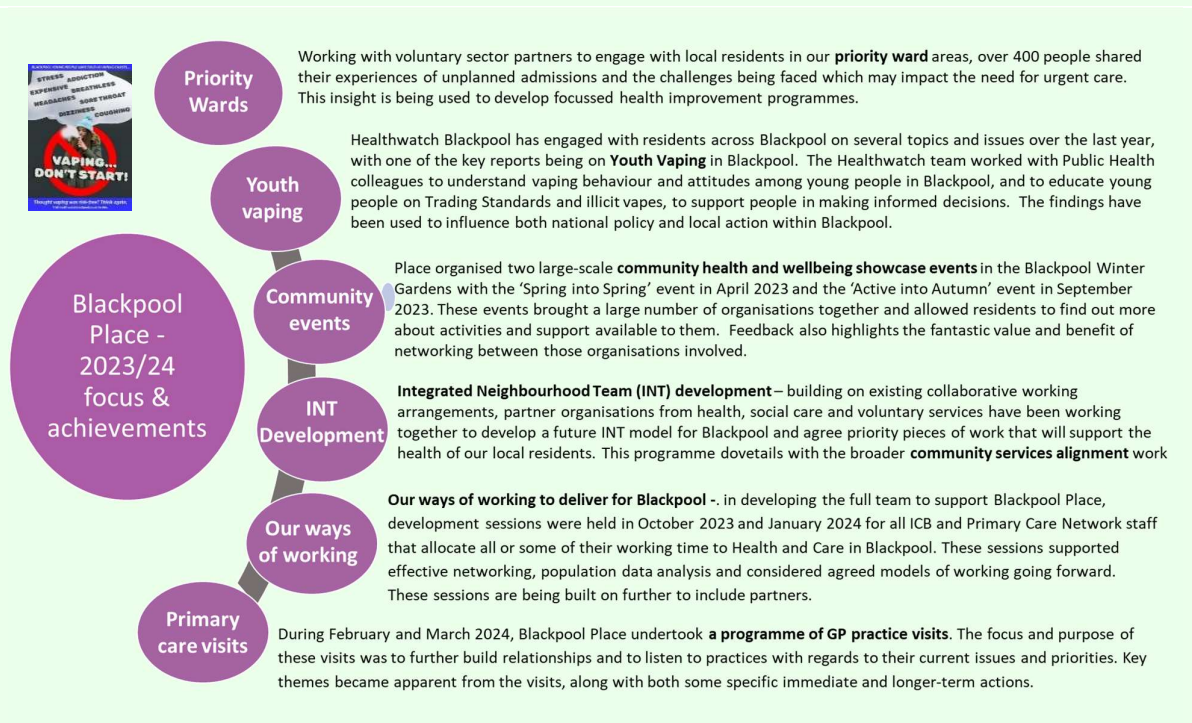 STRESS ADDICTION
EXPENSIVE BREATHLESS
HEADACHES SORE THROAT
DIZZINESS COUGHING
VAPING...
DON'T START!
Thought vaping was risk-free? Think again.
Priority
Wards
Working with voluntary sector partners to engage with local residents in our priority ward areas, over 400 people shared
their experiences of unplanned admissions and the challenges being faced which may impact the need for urgent care.
This insight is being used to develop focussed health improvement programmes.
Youth
vaping
Healthwatch Blackpool has engaged with residents across Blackpool on several topics and issues over the last year,
with one of the key reports being on Youth Vaping in Blackpool. The Healthwatch team worked with Public Health
colleagues to understand vaping behaviour and attitudes among young people in Blackpool, and to educate young
people on Trading Standards and illicit vapes, to support people in making informed decisions. The findings have
been used to influence both national policy and local action within Blackpool.
Blackpool
Place -
2023/24
focus &
achievements
Community
events
Place organised two large-scale community health and wellbeing showcase events in the Blackpool Winter
Gardens with the ‘Spring into Spring’ event in April 2023 and the ‘Active into Autumn’ event in September
2023. These events brought a large number of organisations together and allowed residents to find out more
about activities and support available to them. Feedback also highlights the fantastic value and benefit of
networking between those organisations involved.
INT
Development
Integrated Neighbourhood Team (INT) development – building on existing collaborative working
arrangements, partner organisations from health, social care and voluntary services have been working
together to develop a future INT model for Blackpool and agree priority pieces of work that will support the
health of our local residents. This programme dovetails with the broader community services alignment work
Our ways
of working
Our ways of working to deliver for Blackpool -. in developing the full team to support Blackpool Place,
development sessions were held in October 2023 and January 2024 for all ICB and Primary Care Network staff
that allocate all or some of their working time to Health and Care in Blackpool. These sessions supported
effective networking, population data analysis and considered agreed models of working going forward.
These sessions are being built on further to include partners.
Primary
care visits
During February and March 2024, Blackpool Place undertook a programme of GP practice visits. The focus and purpose of
these visits was to further build relationships and to listen to practices with regards to their current issues and priorities. Key
themes became apparent from the visits, along with both some specific immediate and longer-term actions.